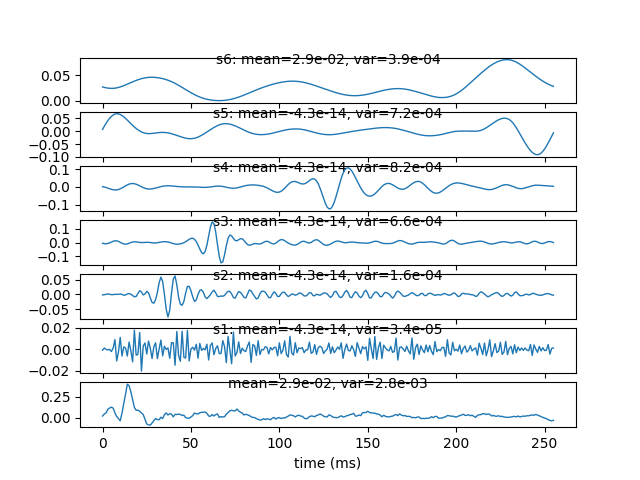 s6: mean=2.9e-02, var=3.9e-04
0.05
0.00
s5: mean=-4.3e-14, var=7.2e-04
0.05
0.00
−0.05
−0.10
s4: mean=-4.3e-14, var=8.2e-04
0.1
0.0
−0.1
s3: mean=-4.3e-14, var=6.6e-04
0.1
0.0
−0.1
s2: mean=-4.3e-14, var=1.6e-04
0.05
0.00
−0.05
s1: mean=-4.3e-14, var=3.4e-05
0.02
0.00
−0.02
mean=2.9e-02, var=2.8e-03
0.25
0.00
0 50 100 150 200 250
time (ms)